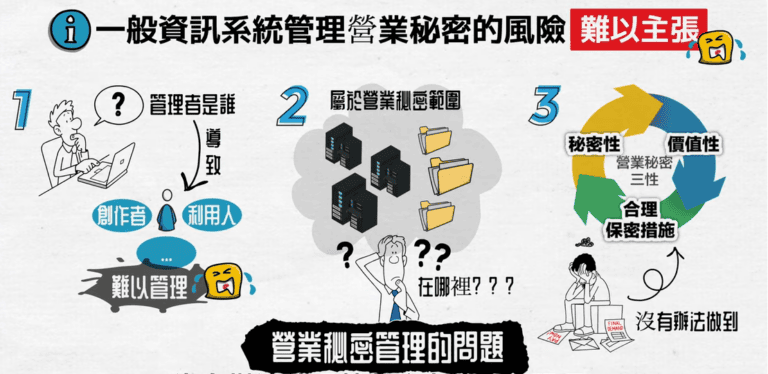 一般資訊系統管理營業秘密的風險 難以主張
1
?
管理者是誰
導致
創作者
利用人
...
難以管理
2
屬於營業秘密範圍
? ??
在哪裡???
3
秘密性
價值性
營業秘密
三性
合理
保密措施
FINAL DEMAND
沒有辦法做到
營業秘密管理的問題